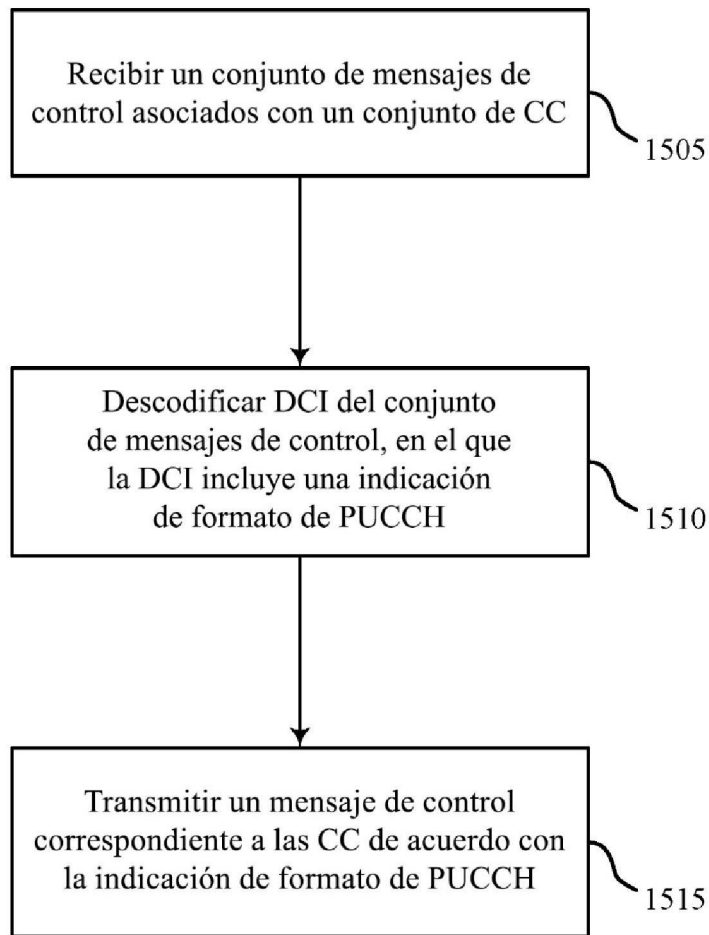 Recibir un conjunto de mensajes de
control asociados con un conjunto de CC
1505
Descodificar DCI del conjunto
de mensajes de control, en el que
la DCI incluye una indicación
de formato de PUCCH
1510
Transmitir un mensaje de control
correspondiente a las CC de acuerdo con
la indicación de formato de PUCCH
1515